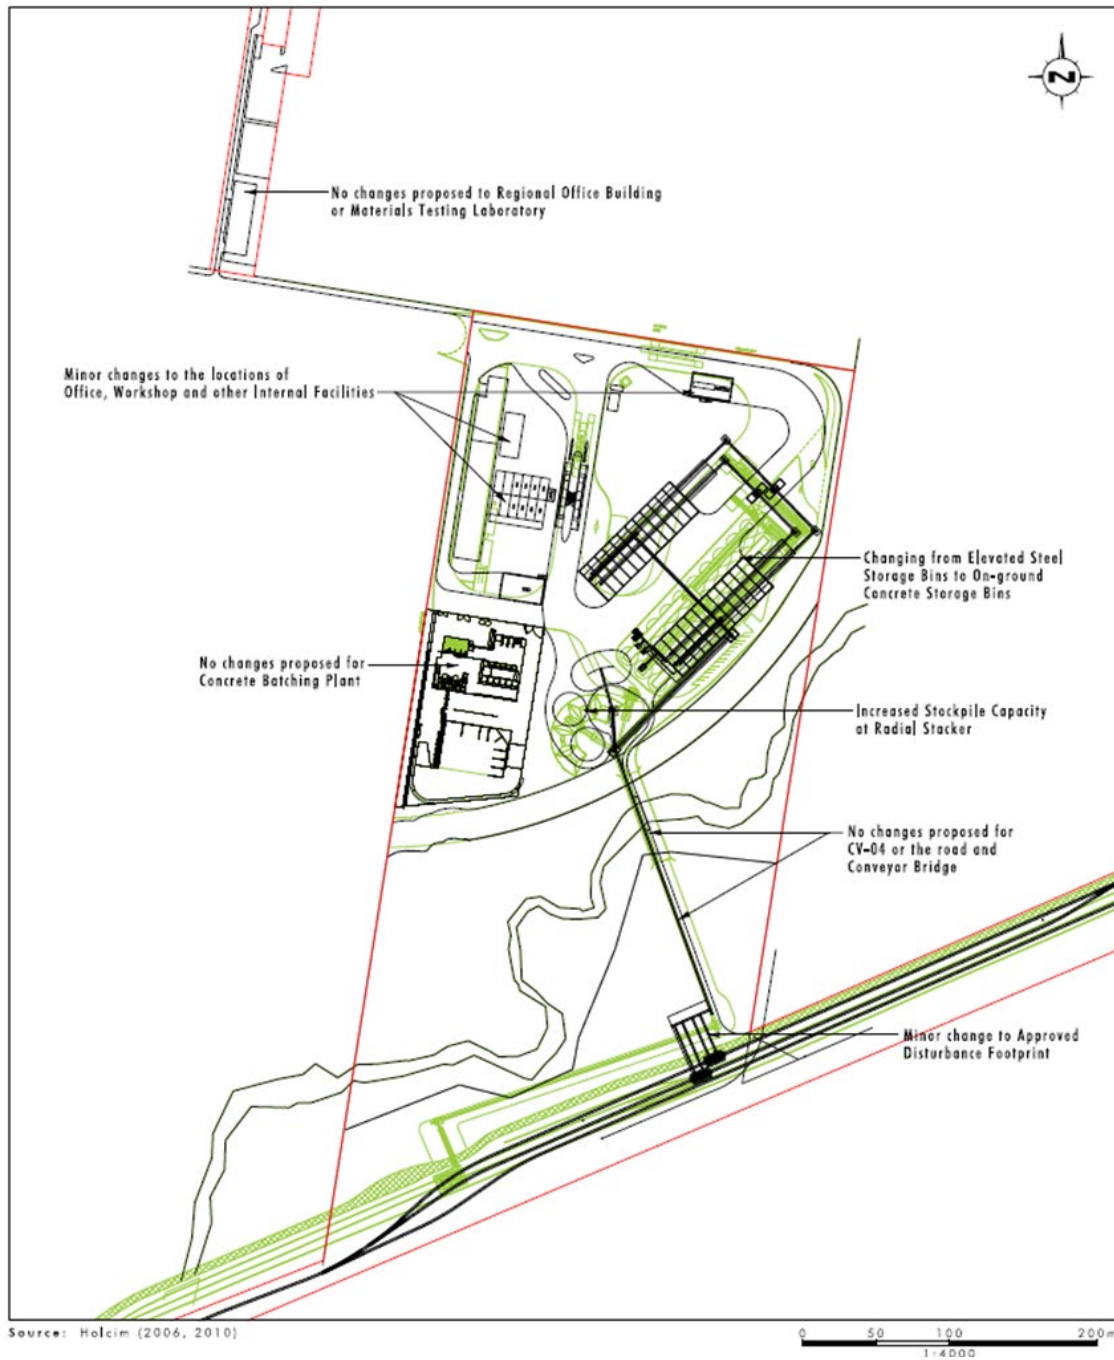 N
No changes proposed to Regional Office Building
or Materials Testing Laboratory
Minor changes to the locations of
Office, Workshop and other Internal Facilities
Changing from Elevated Steel
Storage Bins to On-ground
Concrete Storage Bins
No changes proposed for
Concrete Batching Plant
Increased Stockpile Capacity
at Radial Stacker
No changes proposed for
CV-04 or the road and
Conveyor Bridge
Minor change to Approved
Disturbance Footprint
Source: Holcim (2006, 2010)
0 50 100 200m
1:4000